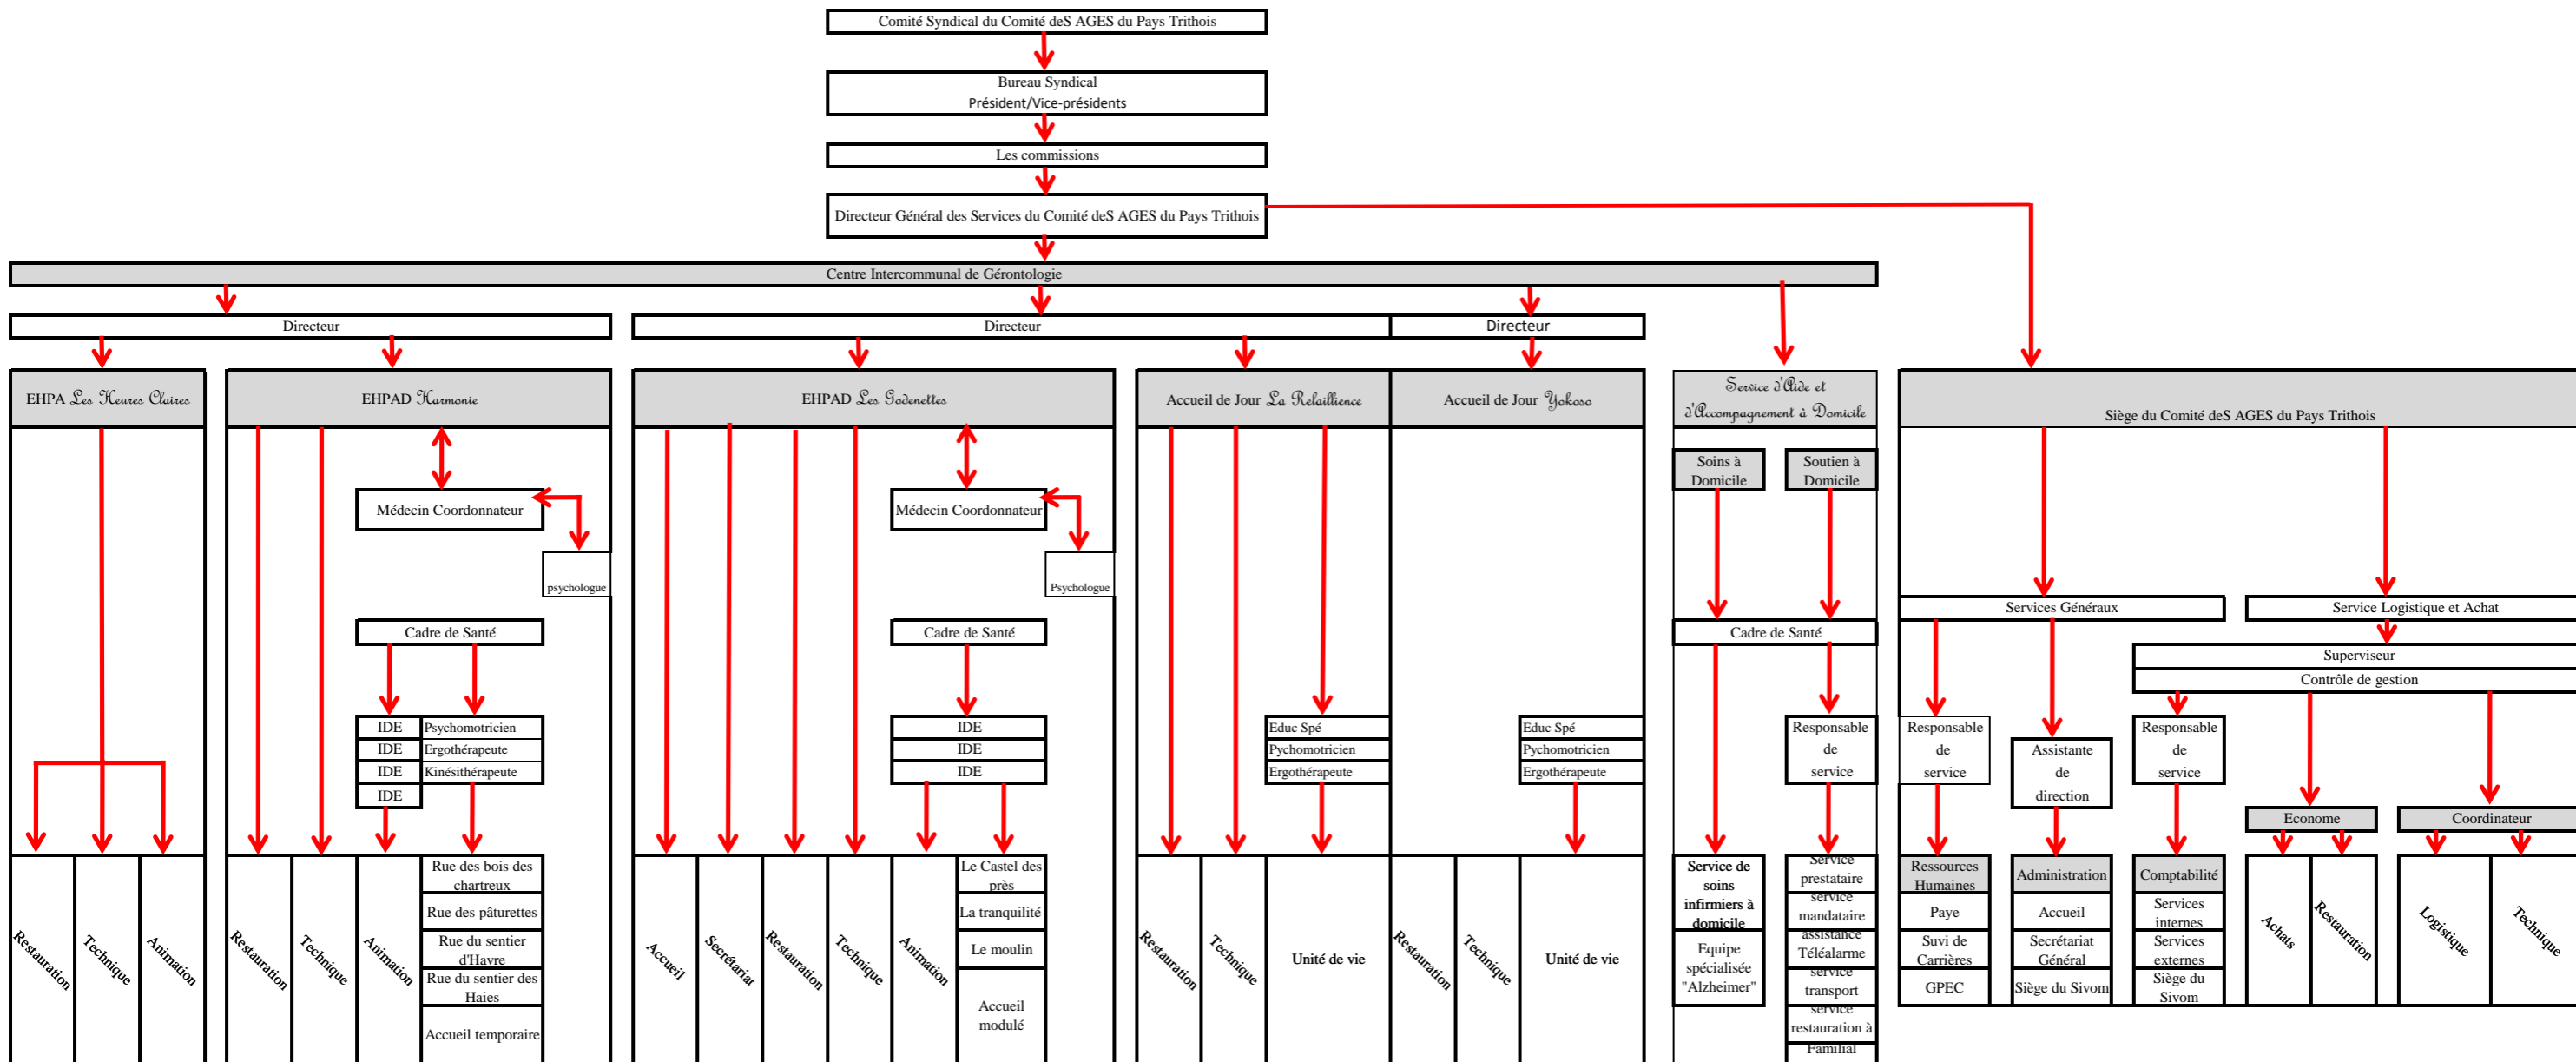 Comité Syndical du Comité deS AGES du Pays Trithois
Bureau Syndical
Président/Vice-présidents
Les commissions
Directeur Général des Services du Comité deS AGES du Pays Trithois
Centre Intercommunal de Gérontologie
Directeur
Directeur
Directeur
EHPA Les Heures Claires
EHPAD Harmonie
EHPAD Les Godenettes
Accueil de Jour La Relaillience
Accueil de Jour Yokoso
Service d'Aide et
d'Accompagnement à Domicile
Siège du Comité deS AGES du Pays Trithois
Soins à
Domicile
Soutien à
Domicile
Médecin Coordonnateur
Médecin Coordonnateur
psychologue
Psychologue
Services Généraux
Service Logistique et Achat
Cadre de Santé
Cadre de Santé
Cadre de Santé
Superviseur
Contrôle de gestion
IDE
IDE
IDE
IDE
Psychomotricien
Ergothérapeute
Kinésithérapeute
IDE
IDE
IDE
Educ Spé
Pychomotricien
Ergothérapeute
Educ Spé
Pychomotricien
Ergothérapeute
Responsable
de
service
Responsable
de
service
Assistante
de
direction
Responsable
de
service
Econome
Coordinateur
Restauration
Technique
Animation
Restauration
Technique
Animation
Rue des bois des
chartreux
Rue des pâturettes
Rue du sentier
d'Havre
Rue du sentier des
Haies
Accueil temporaire
Accueil
Secrétariat
Restauration
Technique
Animation
Le Castel des
près
La tranquilité
Le moulin
Accueil
modulé
Restauration
Technique
Unité de vie
Restauration
Technique
Unité de vie
Service de
soins
infirmiers à
domicile
Equipe
spécialisée
"Alzheimer"
Service
prestataire
service
mandataire
assistance
Téléalarme
service
transport
service
restauration à
Familial
Ressources
Humaines
Paye
Suvi de
Carrières
GPEC
Administration
Accueil
Secrétariat
Général
Siège du Sivom
Comptabilité
Services
internes
Services
externes
Siège du
Sivom
Achats
Restauration
Logistique
Technique